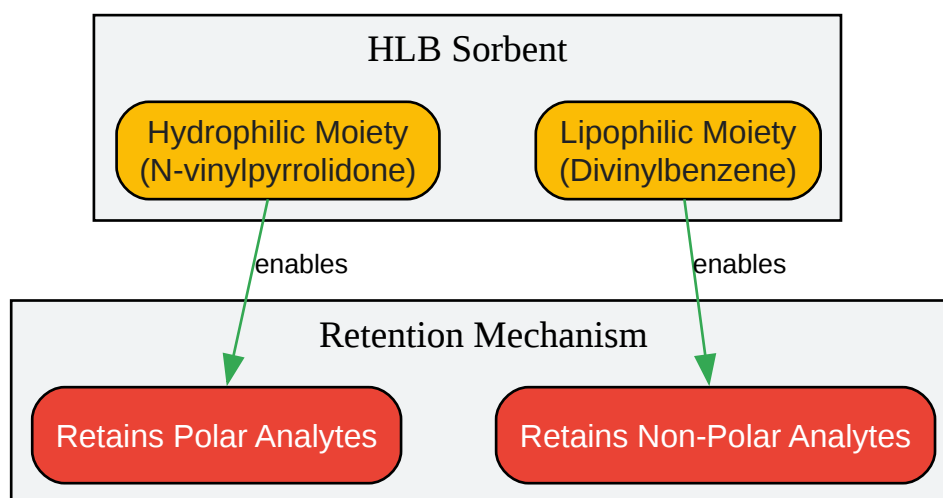 HLB Sorbent
Hydrophilic Moiety
(N-vinylpyrrolidone)
Lipophilic Moiety
(Divinylbenzene)
enables
enables
Retention Mechanism
Retains Polar Analytes
Retains Non-Polar Analytes